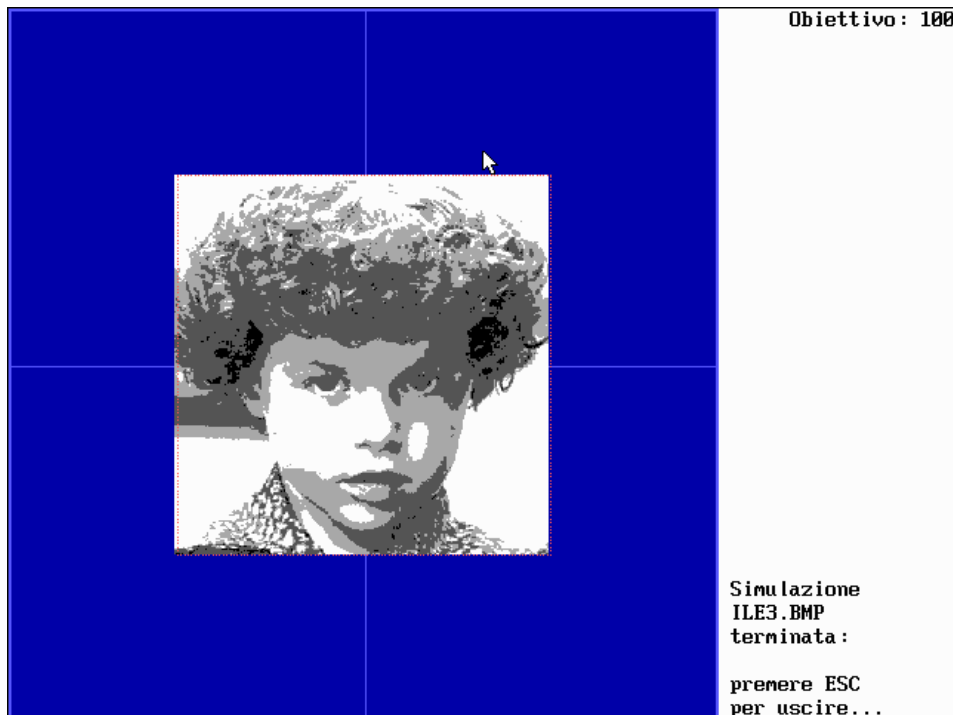 Obiettivo: 100
Simulazione
ILE3.BMP
terminata:
premere ESC
per uscire...